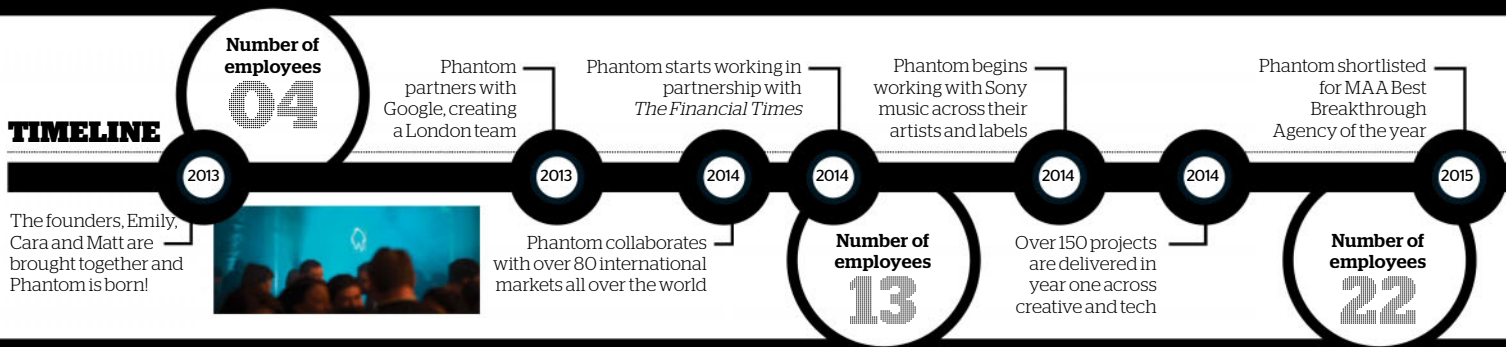 TIMELINE
Number of
employees
04
2013
The founders, Emily,
Cara and Matt are
brought together and
Phantom is born!
Phantom
partners with
Google, creating
a London team
2013
2014
Phantom collaborates
with over 80 international
markets all over the world
Phantom starts working in
partnership with
The Financial Times
2014
Number of
employees
13
Phantom begins
working with Sony
music across their
artists and labels
2014
2014
Over 150 projects
are delivered in
year one across
creative and tech
Phantom shortlisted
for MAA Best
Breakthrough
Agency of the year
2015
Number of
employees
22